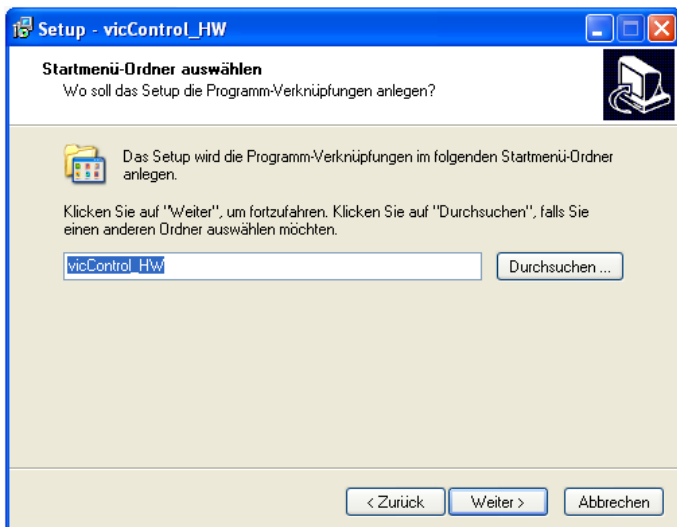 Setup - vicControl_HW
Startmenü-Ordner auswählen
Wo soll das Setup die Programm-Verknüpfungen anlegen?
Das Setup wird die Programm-Verknüpfungen im folgenden Startmenü-Ordner
anlegen.
Klicken Sie auf "Weiter", um fortzufahren. Klicken Sie auf "Durchsuchen", falls Sie
einen anderen Ordner auswählen möchten.
vicControl_HW
Durchsuchen ...
< Zurück
Weiter >
Abbrechen